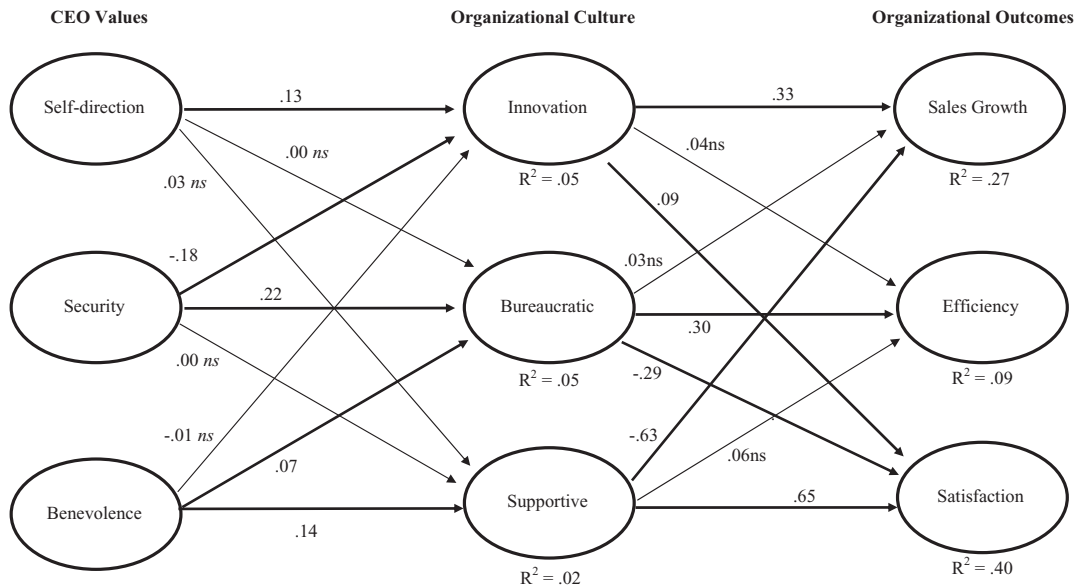 CEO Values
Organizational Culture
Organizational Outcomes
Self-direction
.13
Innovation
.33
Sales Growth
.00 ns
.04ns
.03 ns
R² = .05
.09
R² = .27
-.18
.03ns
Security
.22
Bureaucratic
.30
Efficiency
.00 ns
R² = .05
-.29
R² = .09
-.01 ns
-.63
.07
.06ns
Benevolence
.14
Supportive
.65
Satisfaction
R² = .02
R² = .40